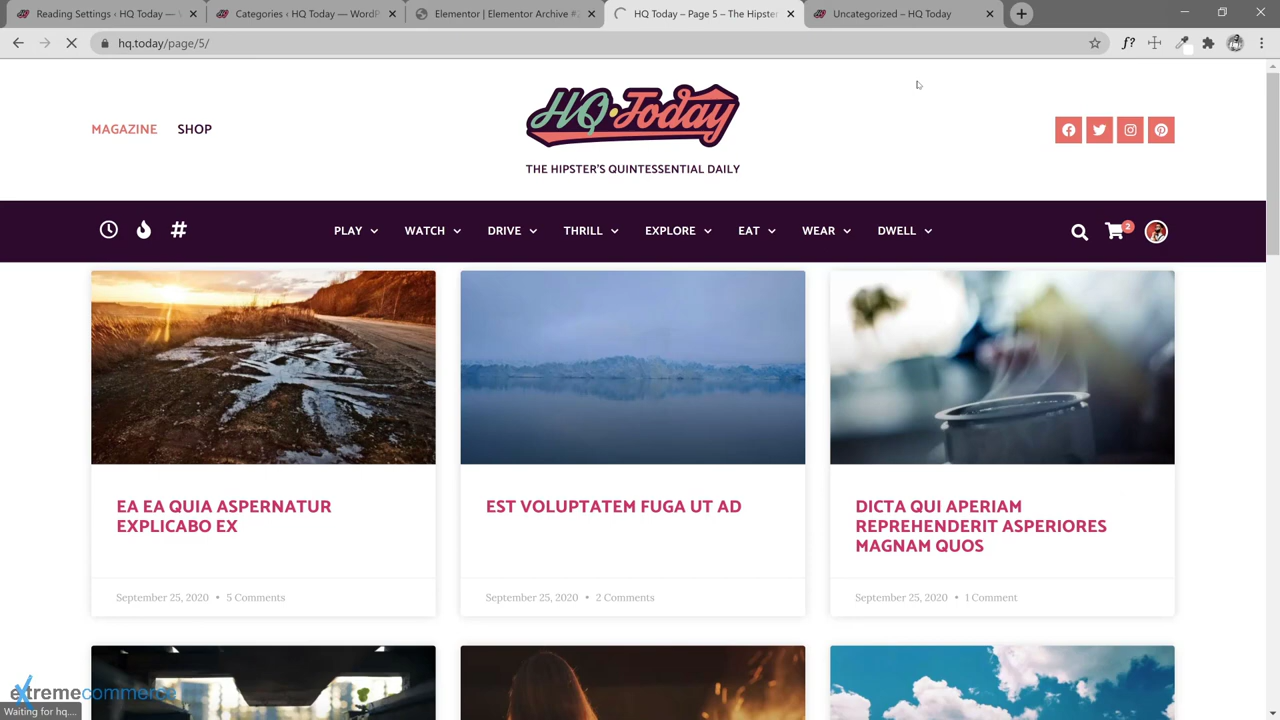 Reading Settings ‹ HQ Today — W
Categories ‹ HQ Today — WordP
Elementor | Elementor Archive #
HQ Today – Page 5 – The Hipster
Uncategorized – HQ Today
hq.today/page/5/
f?
MAGAZINE SHOP
HQ Today
THE HIPSTER'S QUINTESSENTIAL DAILY
PLAY WATCH DRIVE THRILL EXPLORE EAT WEAR DWELL
2
EA EA QUIA ASPERNATUR
EXPLICABO EX
September 25, 2020 • 5 Comments
EST VOLUPTATEM FUGA UT AD
September 25, 2020 • 2 Comments
DICTA QUI APERIAM
REPREHENDERIT ASPERIORES
MAGNAM QUOS
September 25, 2020 • 1 Comment
extremecommerce
Waiting for hq....